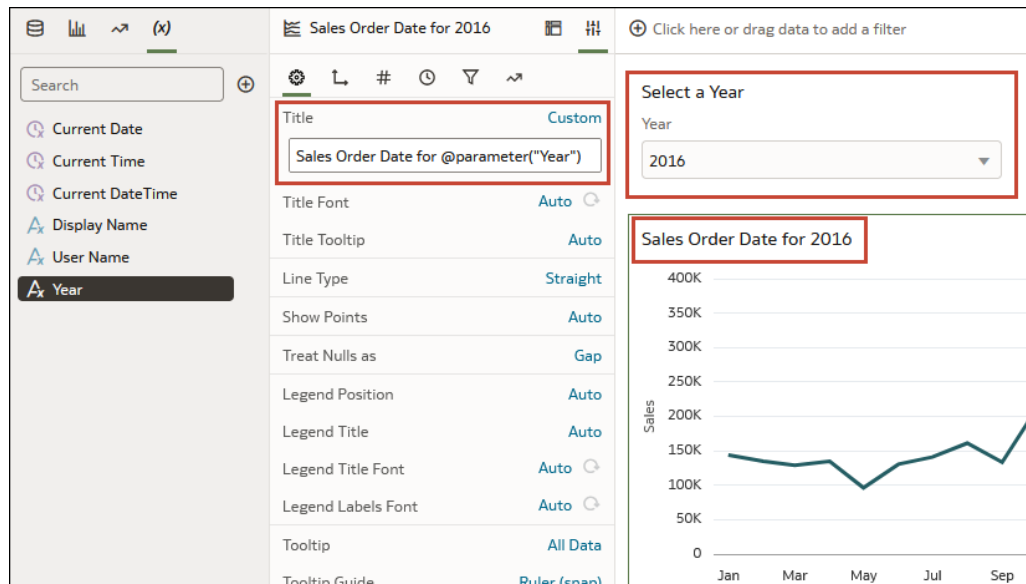 (x)
Search
Current Date
Current Time
Current DateTime
Display Name
User Name
Year
Sales Order Date for 2016
#
Title Custom
Sales Order Date for @parameter("Year")
Title Font Auto
Title Tooltip Auto
Line Type Straight
Show Points Auto
Treat Nulls as Gap
Legend Position Auto
Legend Title Auto
Legend Title Font Auto
Legend Labels Font Auto
Tooltip All Data
Tooltip Guide Ruler (snap)
Click here or drag data to add a filter
Select a Year
Year
2016
Sales Order Date for 2016
400K
350K
300K
250K
200K
150K
100K
50K
0
Sales
Jan Mar May Jul Sep